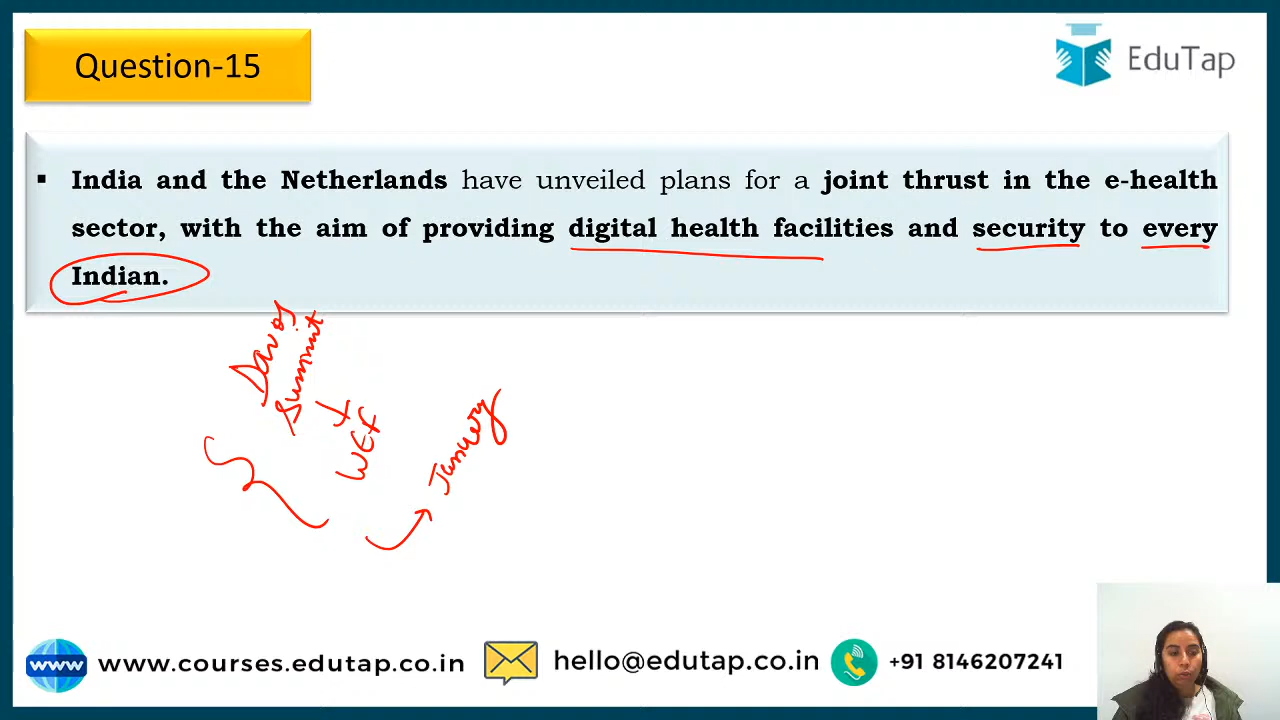 Question-15
EduTap
▪ India and the Netherlands have unveiled plans for a joint thrust in the e-health
sector, with the aim of providing digital health facilities and security to every
Indian.
Davos
Summit
WEF
January
www
www.courses.edutap.co.in
hello@edutap.co.in
+91 8146207241